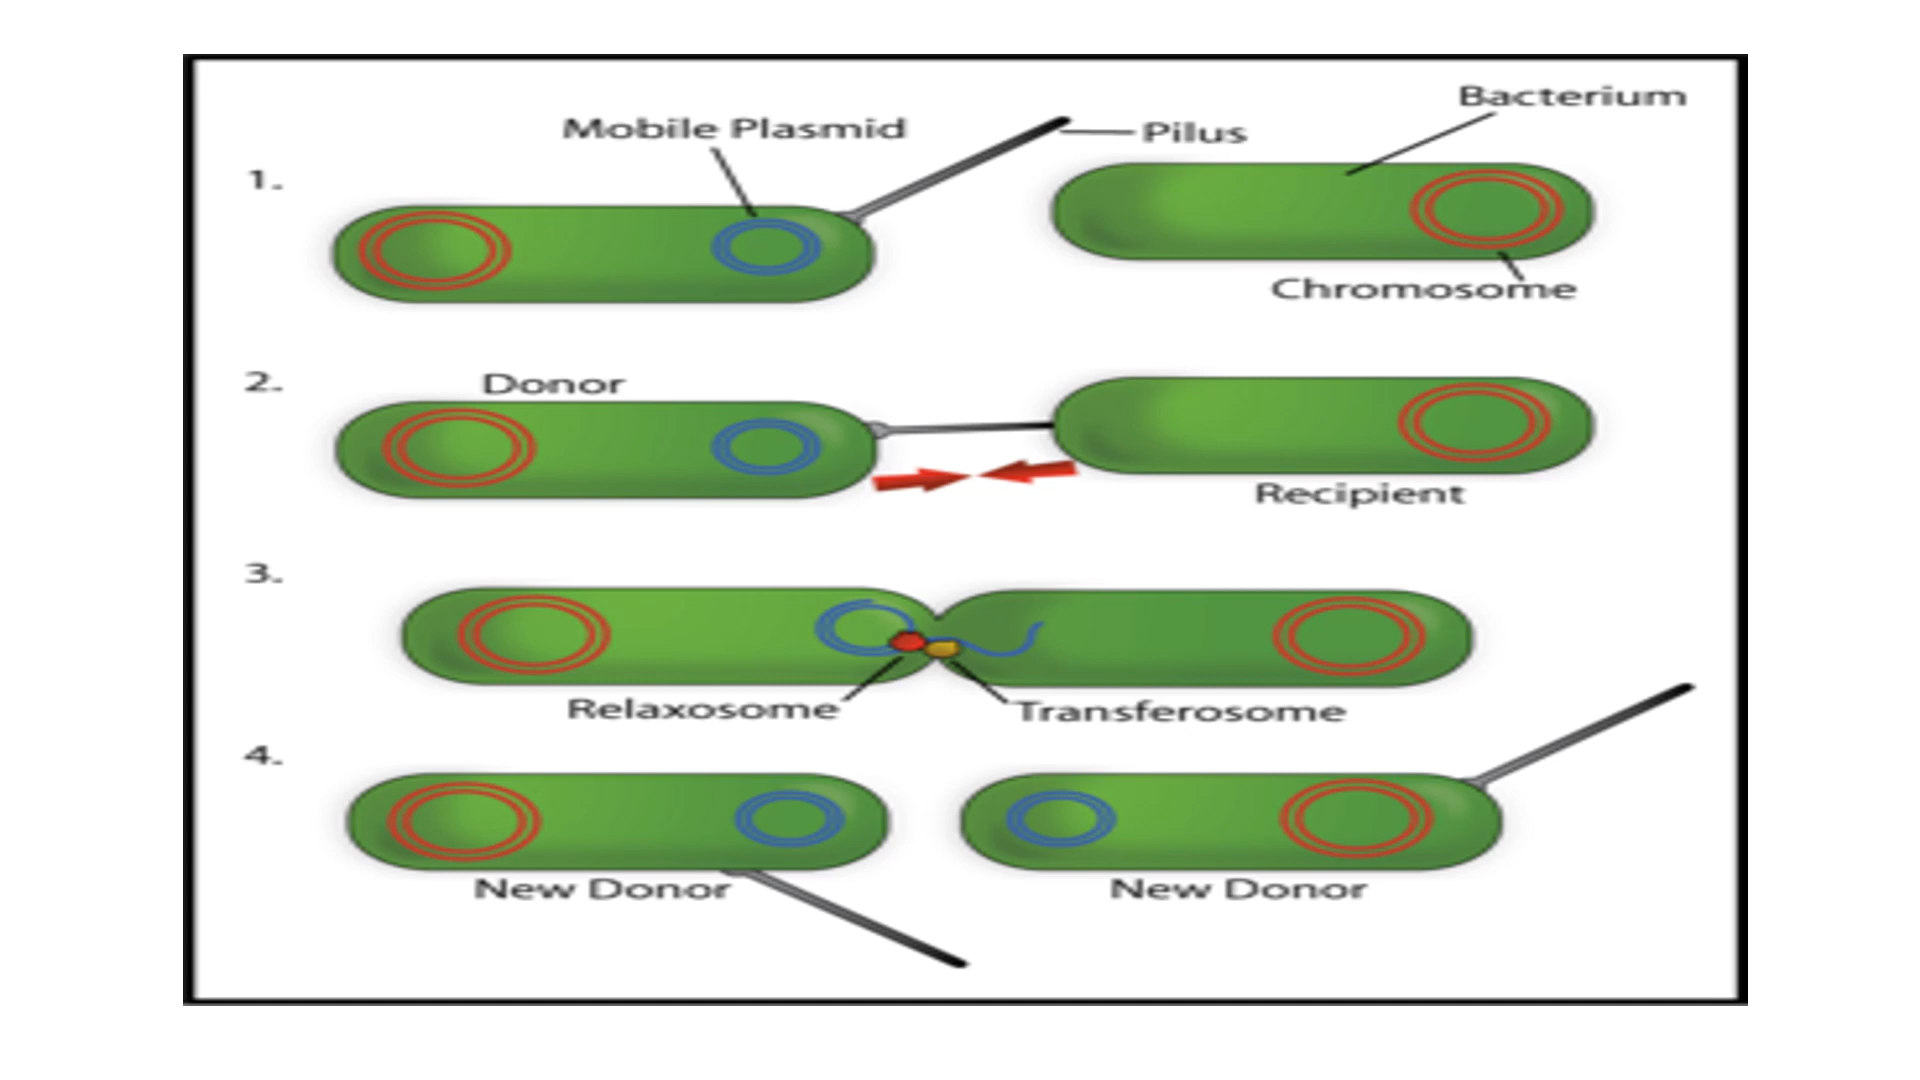 Bacterium
Mobile Plasmid
Pilus
1.
Chromosome
2.
Donor
Recipient
3.
Relaxosome
Transferosome
4.
New Donor
New Donor